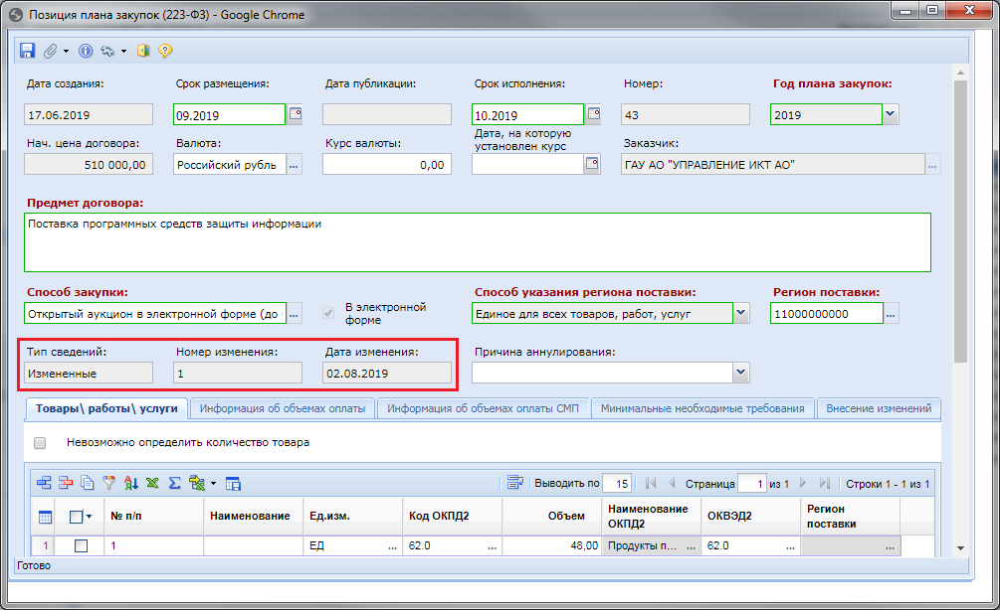 Позиция плана закупок (223-ФЗ) - Google Chrome
Дата создания: Срок размещения: Дата публикации: Срок исполнения: Номер: Год плана закупок:
17.06.2019 09.2019 10.2019 43 2019
Нач. цена договора: Валюта: Курс валюты: Дата, на которую установлен курс Заказчик:
510 000,00 Российский рубль ... 0,00 ГАУ АО "УПРАВЛЕНИЕ ИКТ АО" ...
Предмет договора:
Поставка программных средств защиты информации
Способ закупки: Способ указания региона поставки: Регион поставки:
Открытый аукцион в электронной форме (до ... В электронной форме Единое для всех товаров, работ, услуг 11000000000 ...
Тип сведений: Номер изменения: Дата изменения: Причина аннулирования:
Измененные 1 02.08.2019
Товары\ работы\ услуги Информация об объемах оплаты Информация об объемах оплаты СМП Минимальные необходимые требования Внесение изменений
Невозможно определить количество товара
Выводить по 15 Страница 1 из 1 Строки 1 - 1 из 1
№ п/п Наименование Ед.изм. Код ОКПД2 Объем Наименование ОКПД2 ОКВЭД2 Регион поставки
1 1 ЕД ... 62.0 ... 48,00 Продукты п... ... 62.0 ... ...
Готово